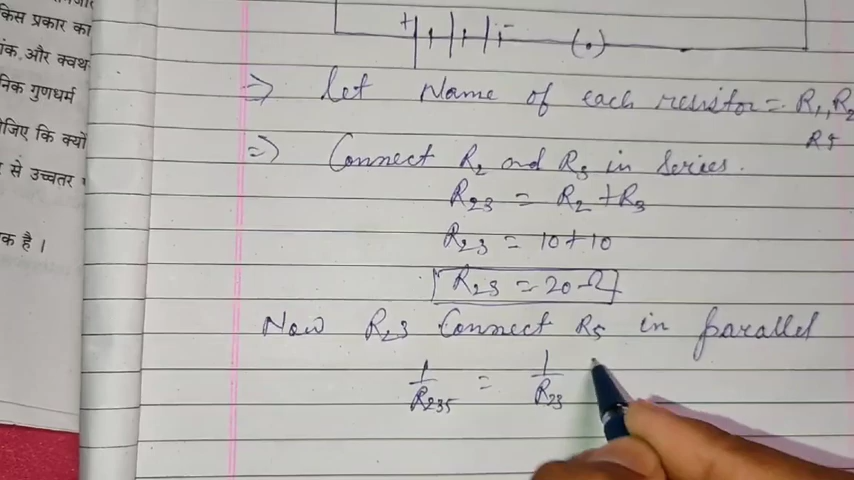 किस प्रकार का
और क्वथ
गुणधर्म
जिए कि क्यों
से उच्चतर
क है।
+ -
(.)
⇒ let Name of each resistor = R₁, R₂
R5
⇒ Connect R₂ and R₃ in series.
R₂₃ = R₂ + R₃
R₂₃ = 10 + 10
R₂₃ = 20 Ω
Now R₂₃ Connect R₅ in parallel
1/R₂₃₅ = 1/R₂₃